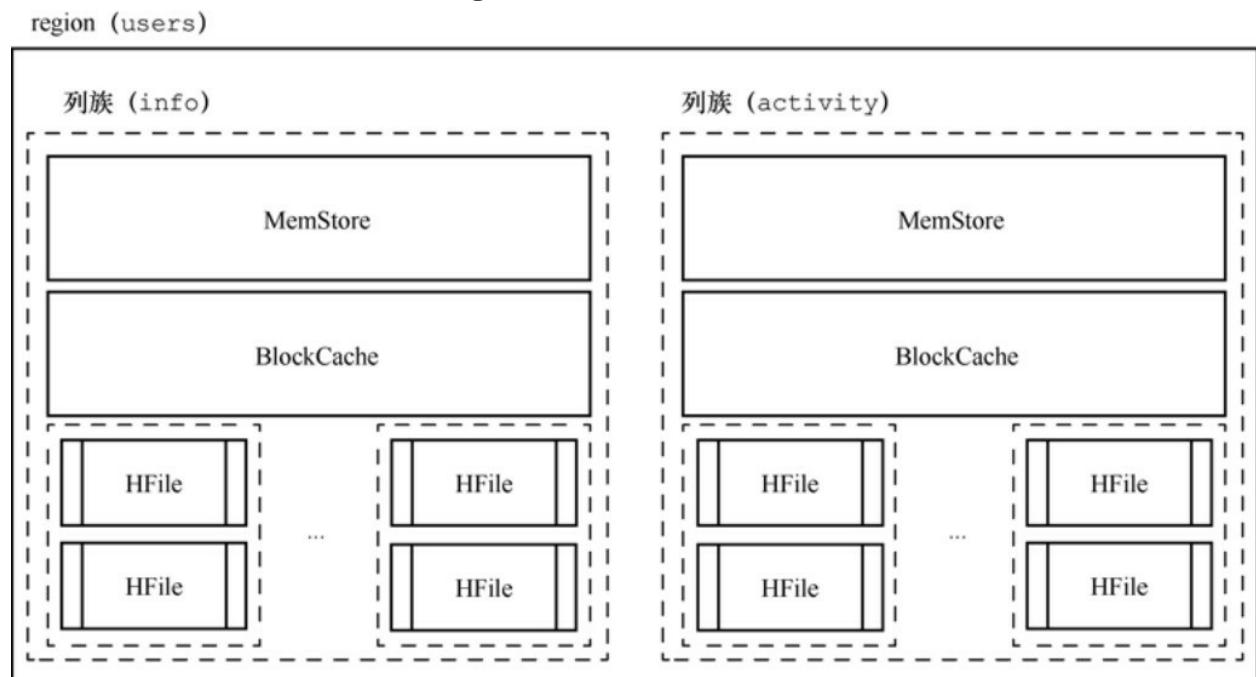 region (users)
列族 (info)
列族 (activity)
MemStore
MemStore
BlockCache
BlockCache
HFile
HFile
HFile
HFile
...
...
HFile
HFile
HFile
HFile